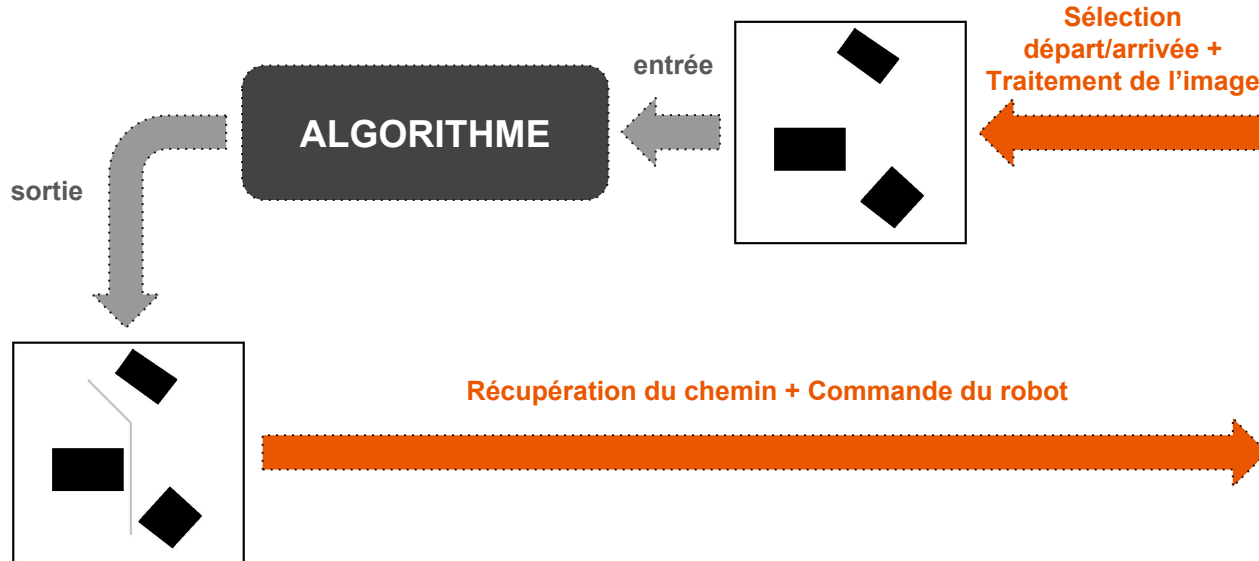 Sélection
départ/arrivée +
Traitement de l’image
entrée
ALGORITHME
sortie
Récupération du chemin + Commande du robot